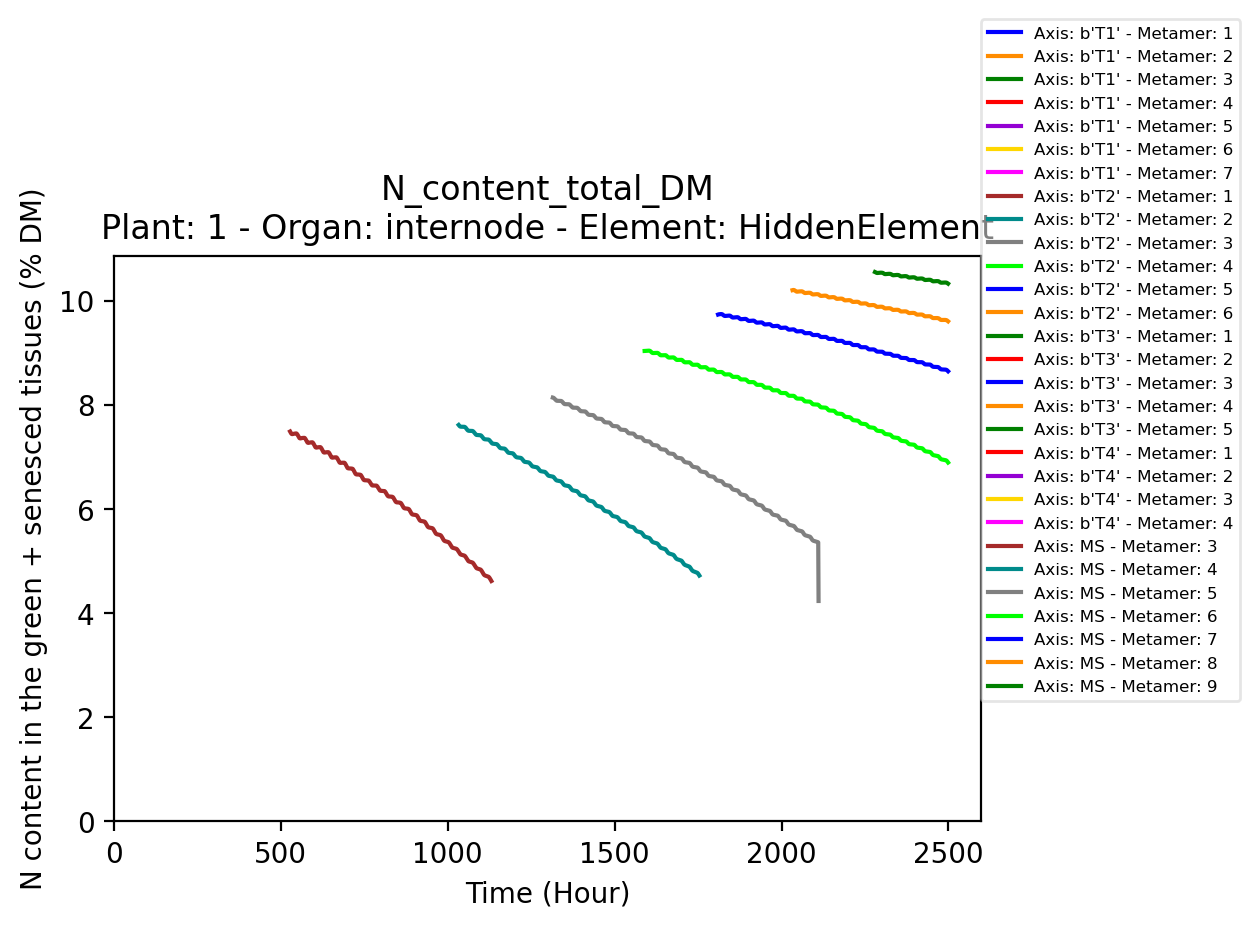 N_content_total_DM
Plant: 1 - Organ: internode - Element: HiddenElement
N content in the green + senesced tissues (% DM)
10
8
6
4
2
0
0 500 1000 1500 2000 2500
Time (Hour)
Axis: b'T1' - Metamer: 1
Axis: b'T1' - Metamer: 2
Axis: b'T1' - Metamer: 3
Axis: b'T1' - Metamer: 4
Axis: b'T1' - Metamer: 5
Axis: b'T1' - Metamer: 6
Axis: b'T1' - Metamer: 7
Axis: b'T2' - Metamer: 1
Axis: b'T2' - Metamer: 2
Axis: b'T2' - Metamer: 3
Axis: b'T2' - Metamer: 4
Axis: b'T2' - Metamer: 5
Axis: b'T2' - Metamer: 6
Axis: b'T3' - Metamer: 1
Axis: b'T3' - Metamer: 2
Axis: b'T3' - Metamer: 3
Axis: b'T3' - Metamer: 4
Axis: b'T3' - Metamer: 5
Axis: b'T4' - Metamer: 1
Axis: b'T4' - Metamer: 2
Axis: b'T4' - Metamer: 3
Axis: b'T4' - Metamer: 4
Axis: MS - Metamer: 3
Axis: MS - Metamer: 4
Axis: MS - Metamer: 5
Axis: MS - Metamer: 6
Axis: MS - Metamer: 7
Axis: MS - Metamer: 8
Axis: MS - Metamer: 9